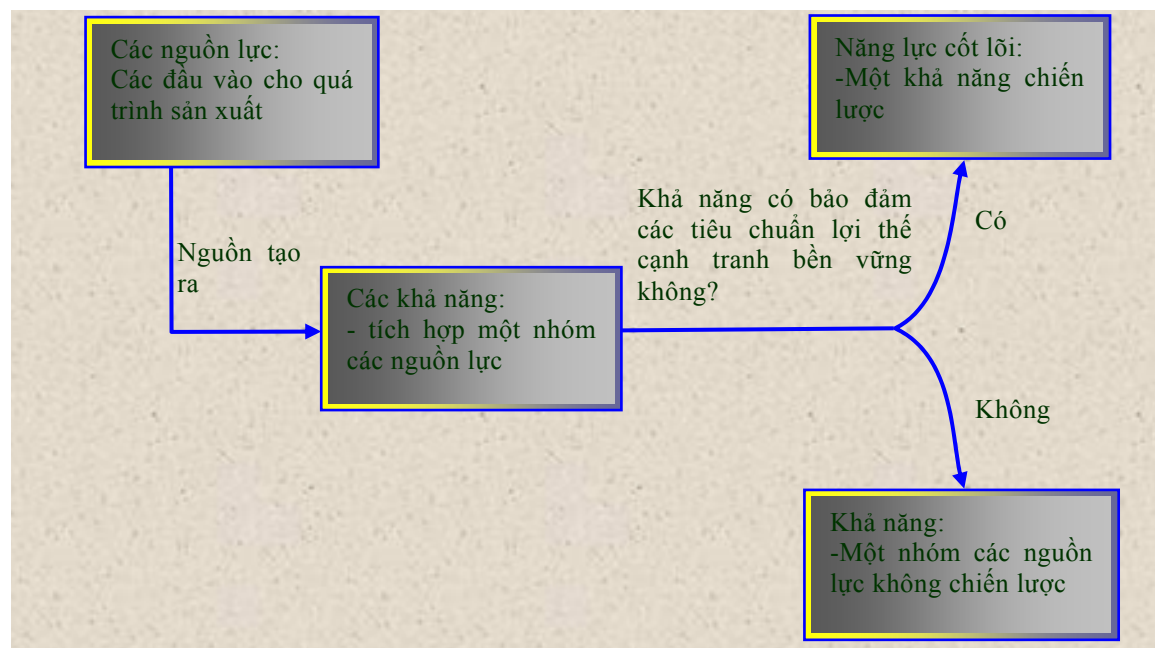 Các nguồn lực:
Các đầu vào cho quá
trình sản xuất
Nguồn tạo
ra
Các khả năng:
- tích hợp một nhóm
các nguồn lực
Khả năng có bảo đảm
các tiêu chuẩn lợi thế
cạnh tranh bền vững
không?
Năng lực cốt lõi:
-Một khả năng chiến
lược
Có
Không
Khả năng:
-Một nhóm các nguồn
lực không chiến lược